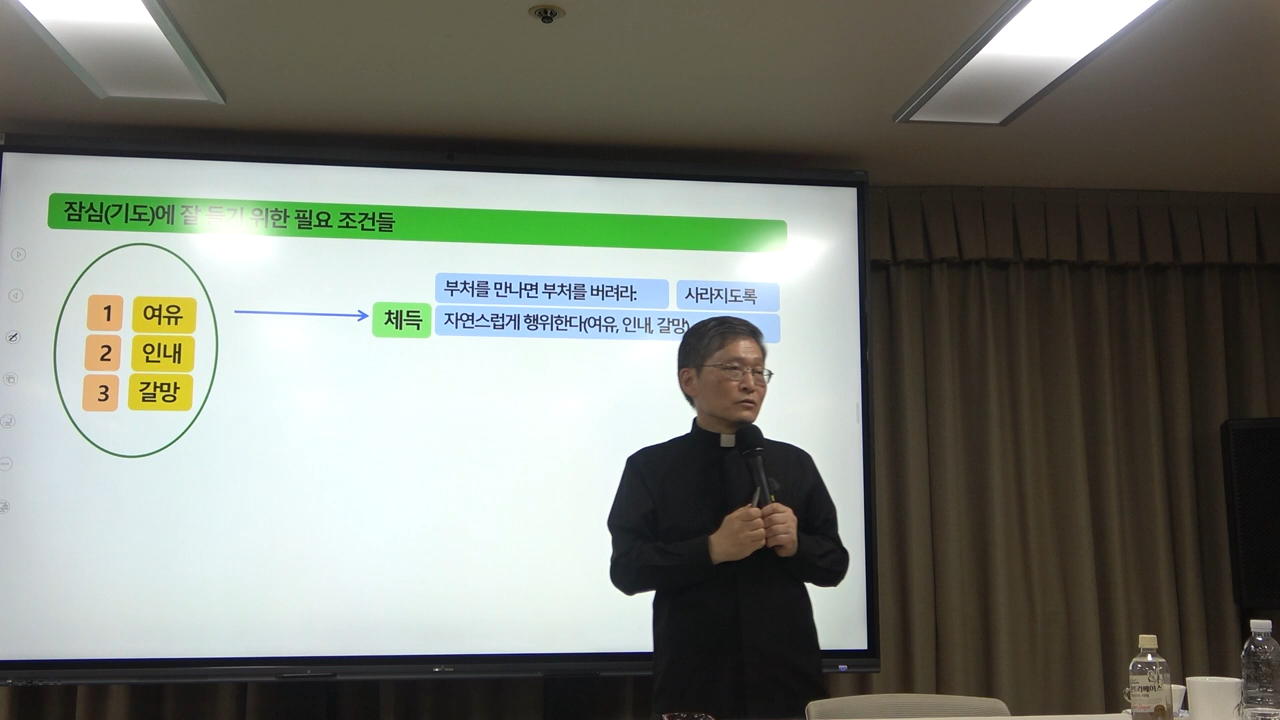 잠심(기도)에 잘 듣기 위한 필요 조건들
1 여유
2 인내
3 갈망
체득
부처를 만나면 부처를 버려라: 사라지도록
자연스럽게 행위한다(여유, 인내, 갈망)